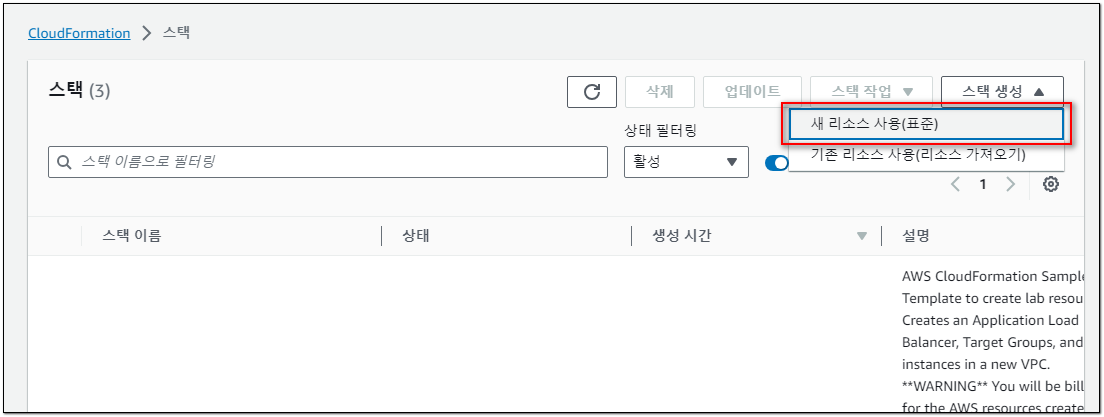 CloudFormation > 스택
스택 (3)
삭제
업데이트
스택 작업
스택 생성
새 리소스 사용(표준)
기존 리소스 사용(리소스 가져오기)
상태 필터링
스택 이름으로 필터링
활성
1
스택 이름
상태
생성 시간
설명
AWS CloudFormation Sample
Template to create lab resou
Creates an Application Load
Balancer, Target Groups, and
instances in a new VPC.
**WARNING** You will be bill
for the AWS resources create